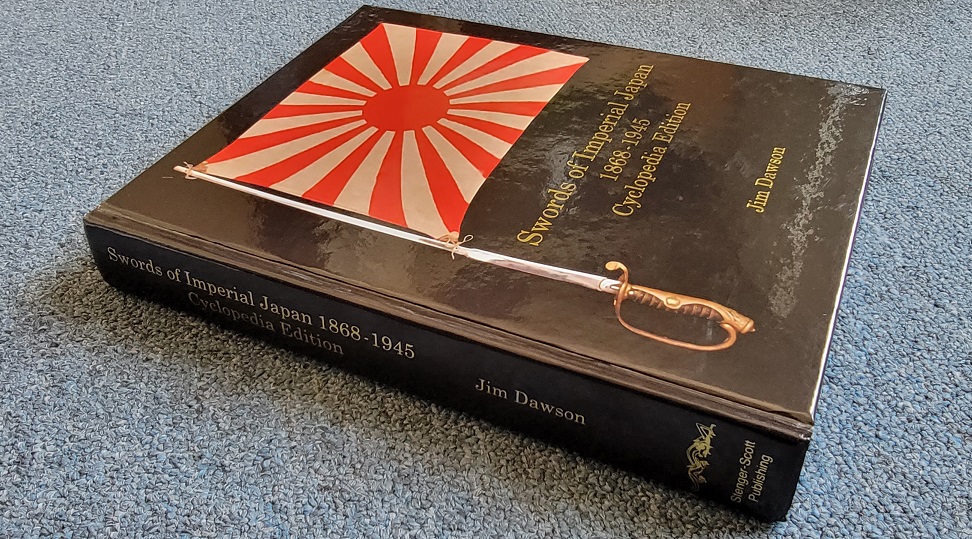 Swords of Imperial Japan
1868-1945
Cyclopedia Edition
Jim Dawson
Swords of Imperial Japan 1868-1945
Cyclopedia Edition
Jim Dawson
Stenger-Scott
Publishing